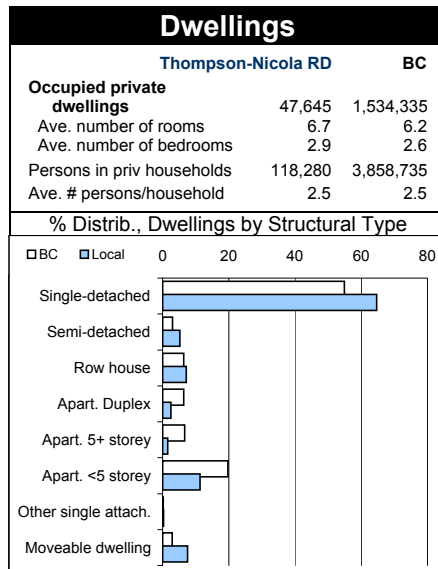 Dwellings
Thompson-Nicola RD BC
Occupied private
dwellings 47,645 1,534,335
Ave. number of rooms 6.7 6.2
Ave. number of bedrooms 2.9 2.6
Persons in priv households 118,280 3,858,735
Ave. # persons/household 2.5 2.5
% Distrib., Dwellings by Structural Type
BC Local 0 20 40 60 80
Single-detached
Semi-detached
Row house
Apart. Duplex
Apart. 5+ storey
Apart. <5 storey
Other single attach.
Moveable dwelling